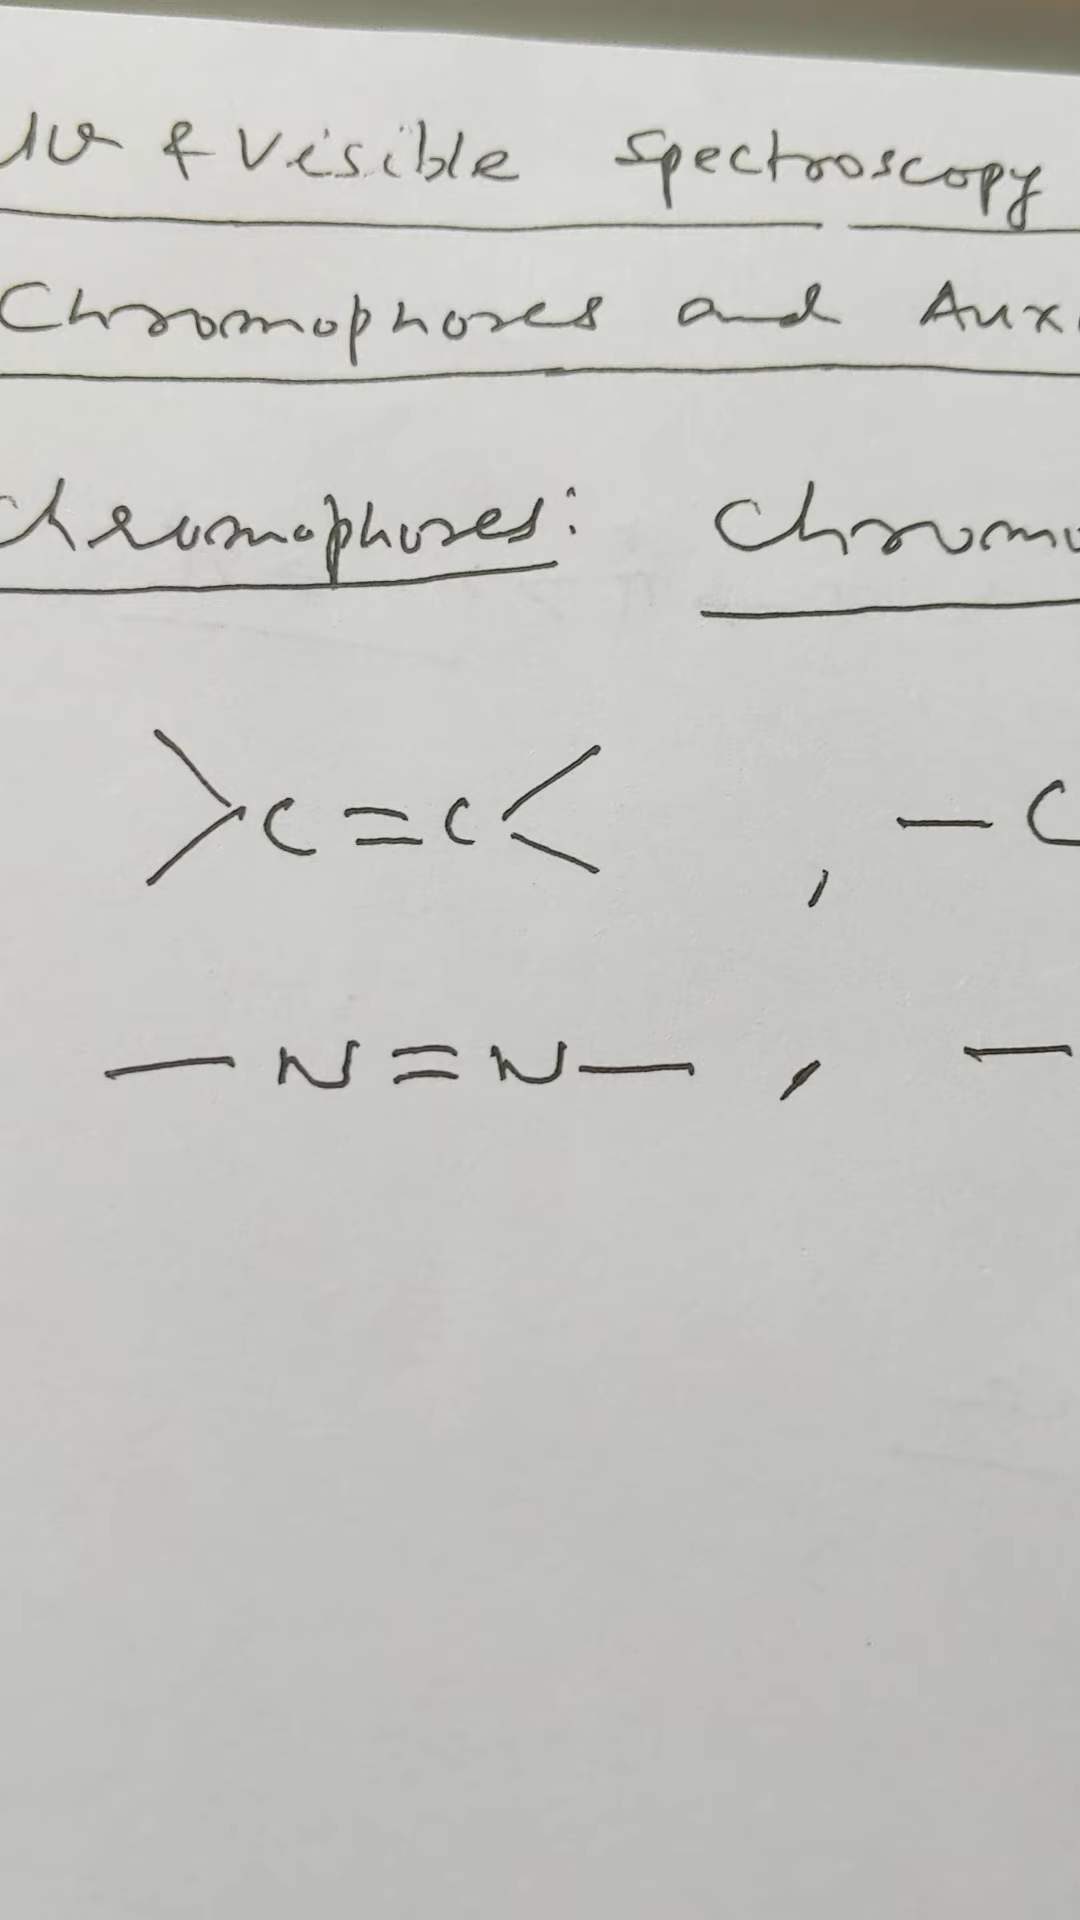 UV & Visible Spectroscopy
Chromophores and Aux
Chromophores: Chromo
>C=C< , -C
-N=N- , -